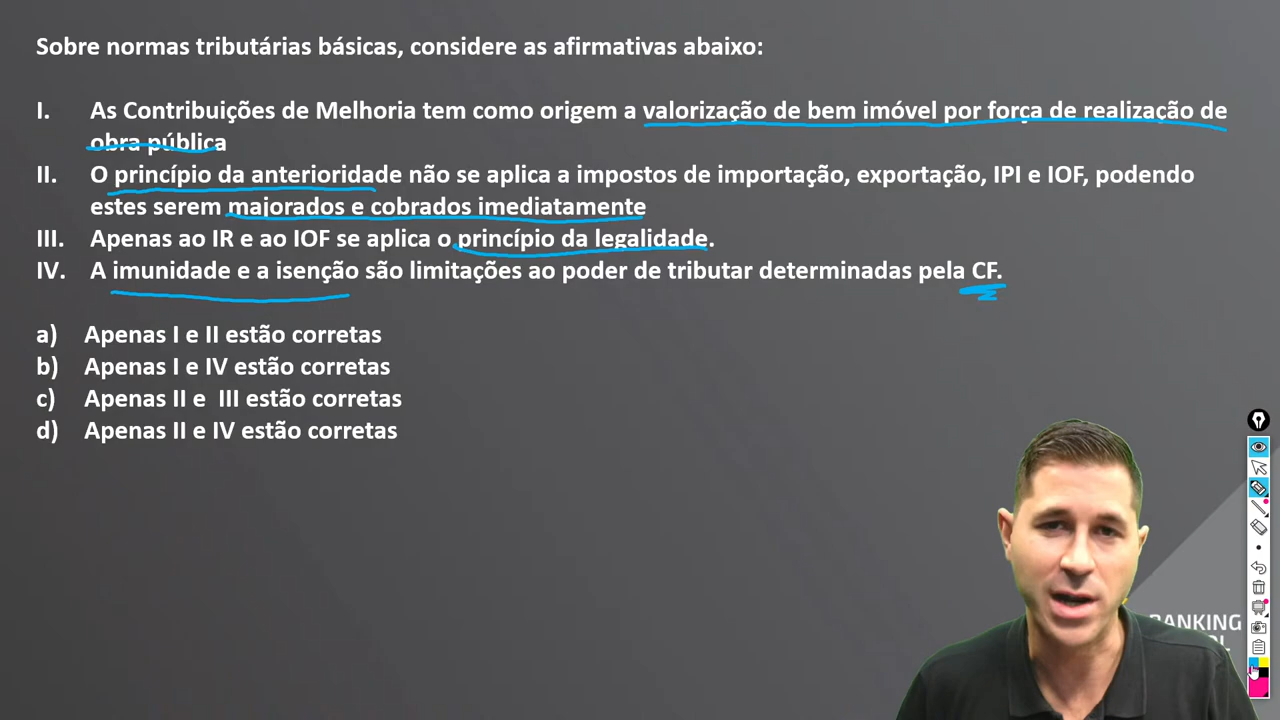 Sobre normas tributárias básicas, considere as afirmativas abaixo:
I. As Contribuições de Melhoria tem como origem a valorização de bem imóvel por força de realização de
obra pública
II. O princípio da anterioridade não se aplica a impostos de importação, exportação, IPI e IOF, podendo
estes serem majorados e cobrados imediatamente
III. Apenas ao IR e ao IOF se aplica o princípio da legalidade.
IV. A imunidade e a isenção são limitações ao poder de tributar determinadas pela CF.
a) Apenas I e II estão corretas
b) Apenas I e IV estão corretas
c) Apenas II e III estão corretas
d) Apenas II e IV estão corretas
BANKING